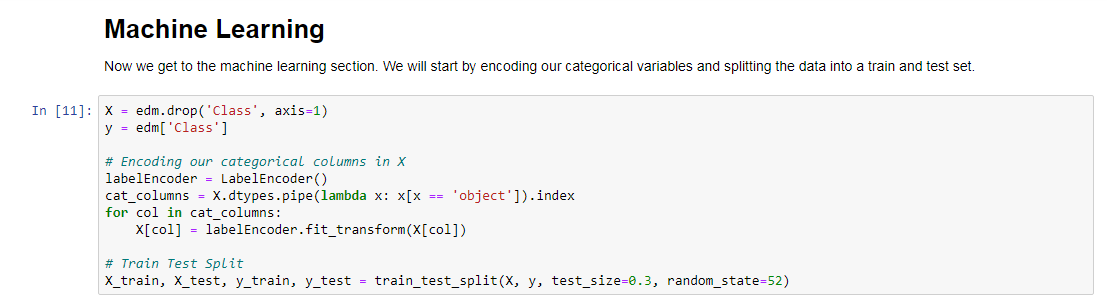 Machine Learning
Now we get to the machine learning section. We will start by encoding our categorical variables and splitting the data into a train and test set.
In [11]: X = edm.drop('Class', axis=1)
y = edm['Class']
# Encoding our categorical columns in X
labelEncoder = LabelEncoder()
cat_columns = X.dtypes.pipe(lambda x: x[x == 'object']).index
for col in cat_columns:
    X[col] = labelEncoder.fit_transform(X[col])
# Train Test Split
X_train, X_test, y_train, y_test = train_test_split(X, y, test_size=0.3, random_state=52)